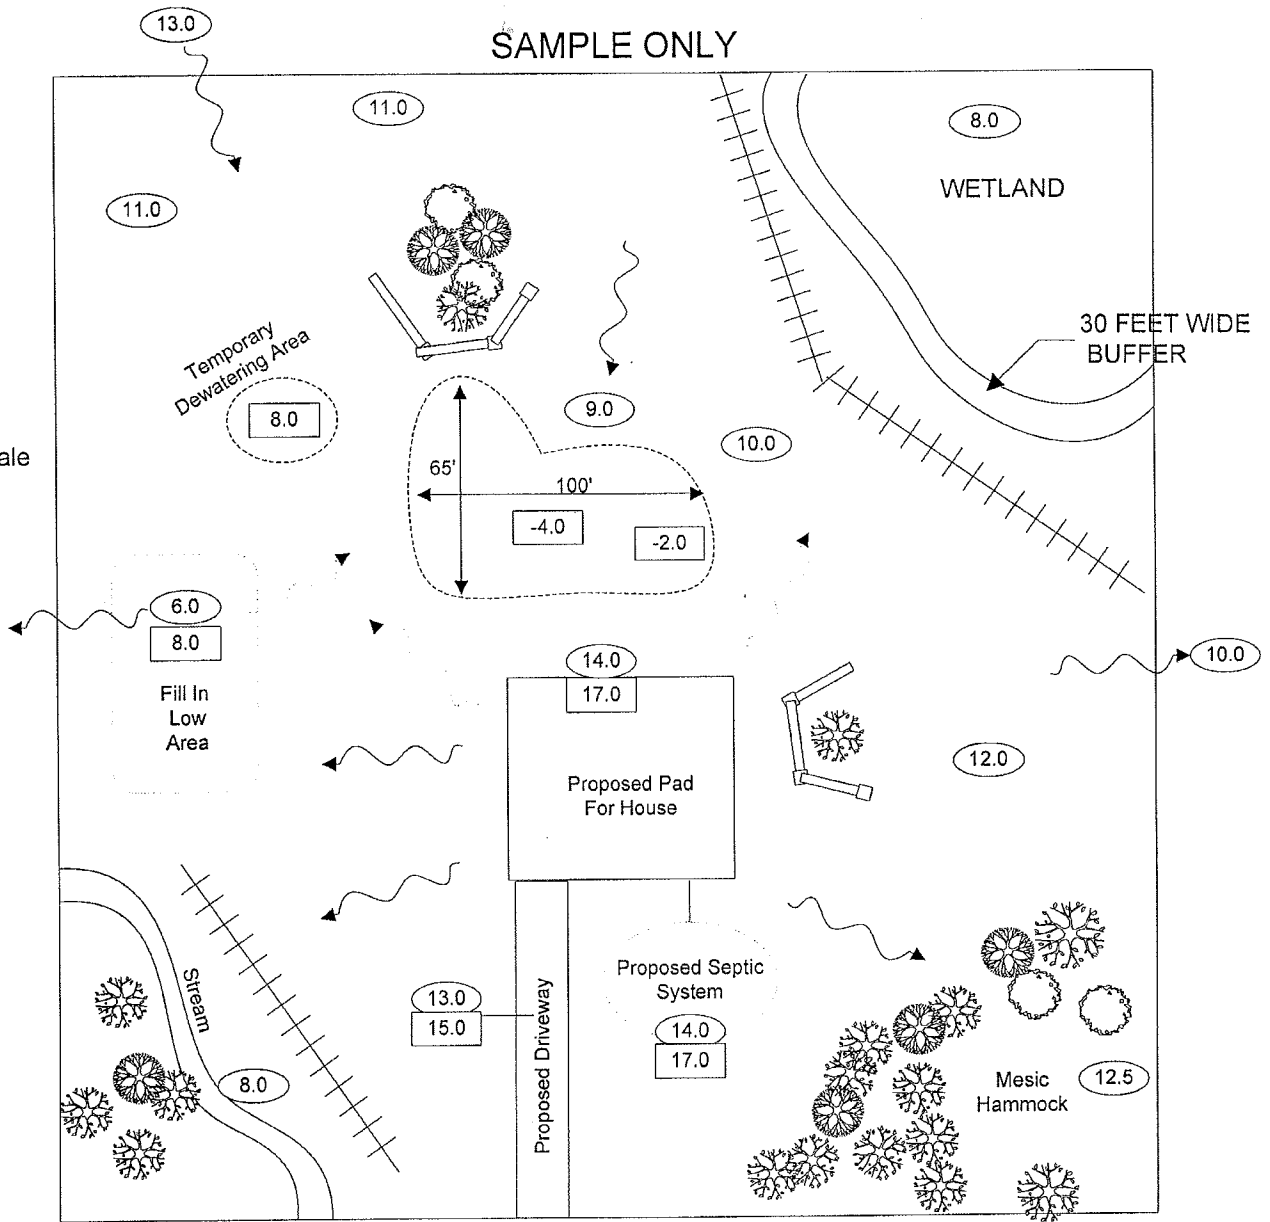 SAMPLE ONLY
13.0
11.0
8.0
WETLAND
11.0
30 FEET WIDE
BUFFER
Temporary
Dewatering Area
8.0
9.0
10.0
ale
65'
100'
-4.0
-2.0
6.0
8.0
Fill In
Low
Area
14.0
17.0
10.0
Proposed Pad
For House
12.0
Stream
8.0
13.0
15.0
Proposed Driveway
Proposed Septic
System
14.0
17.0
Mesic
Hammock
12.5